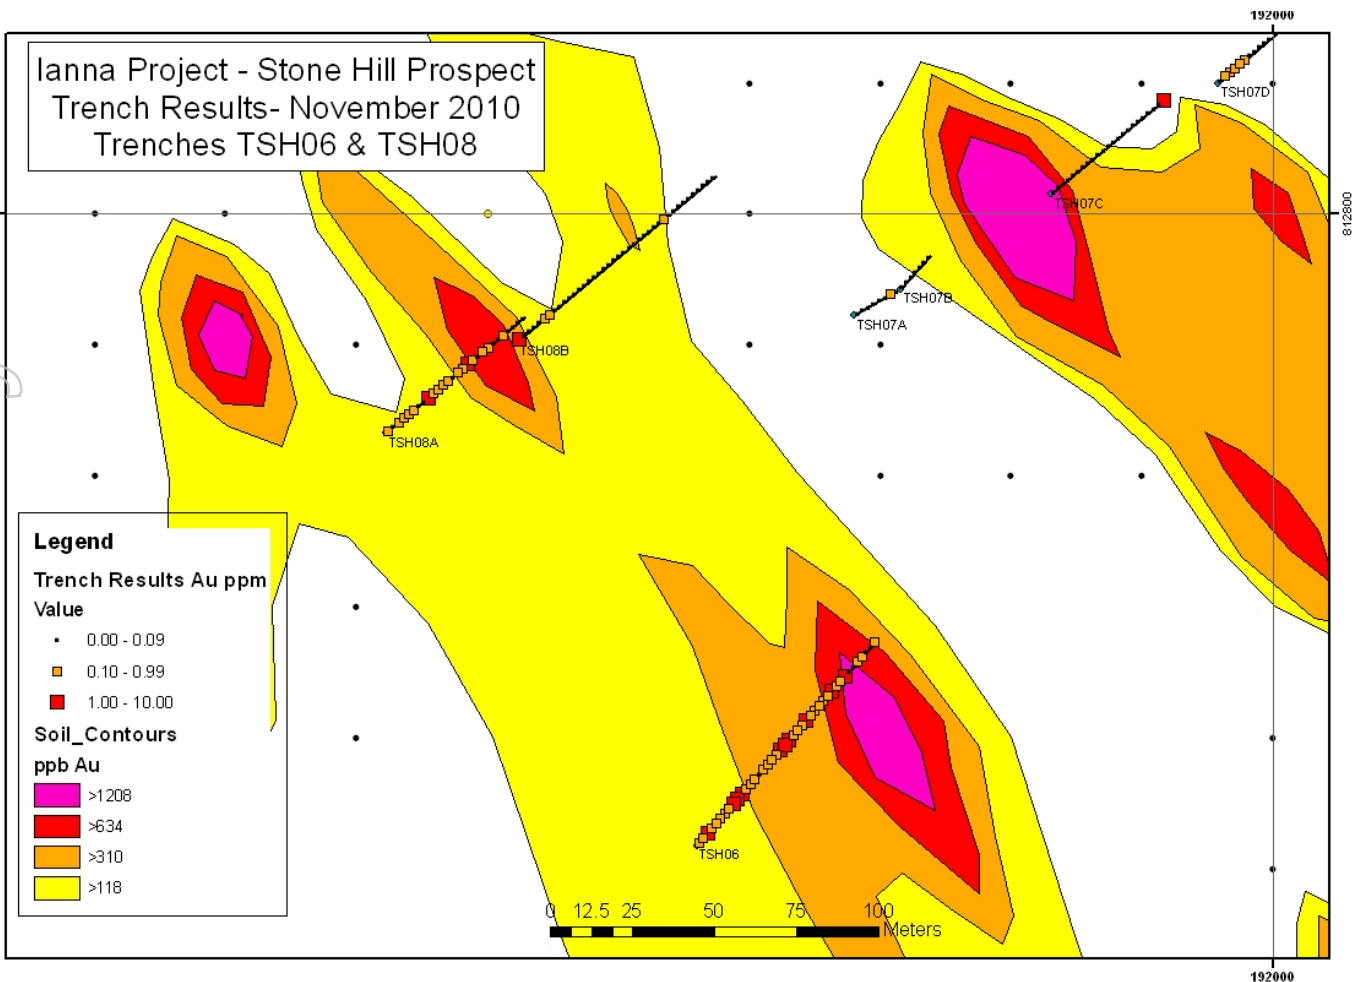 192000
Ianna Project - Stone Hill Prospect
Trench Results- November 2010
Trenches TSH06 & TSH08
TSH07D
TSH07C
812800
TSH07B
TSH07A
TSH08B
TSH08A
Legend
Trench Results Au ppm
Value
0.00 - 0.09
0.10 - 0.99
1.00 - 10.00
Soil_Contours
ppb Au
>1208
>634
>310
>118
TSH06
0 12.5 25 50 75 100
Meters
192000